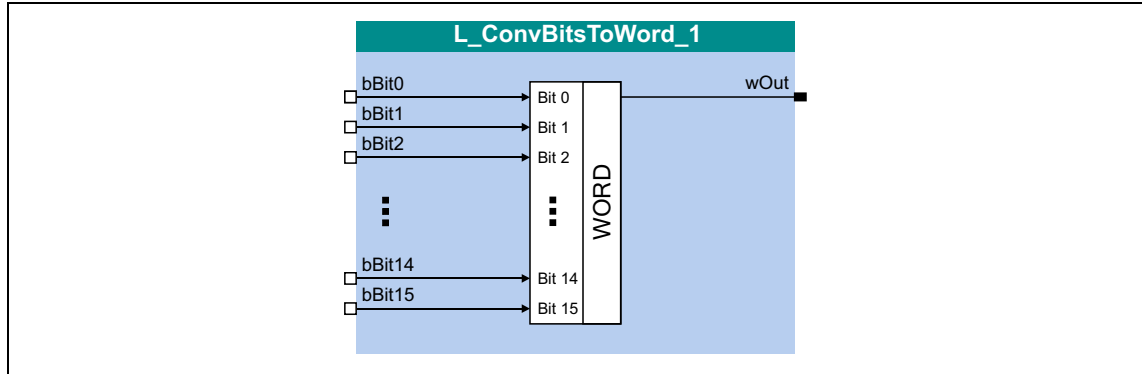 L_ConvBitsToWord_1
bBit0
wOut
Bit 0
bBit1
Bit 1
bBit2
Bit 2
WORD
bBit14
Bit 14
bBit15
Bit 15